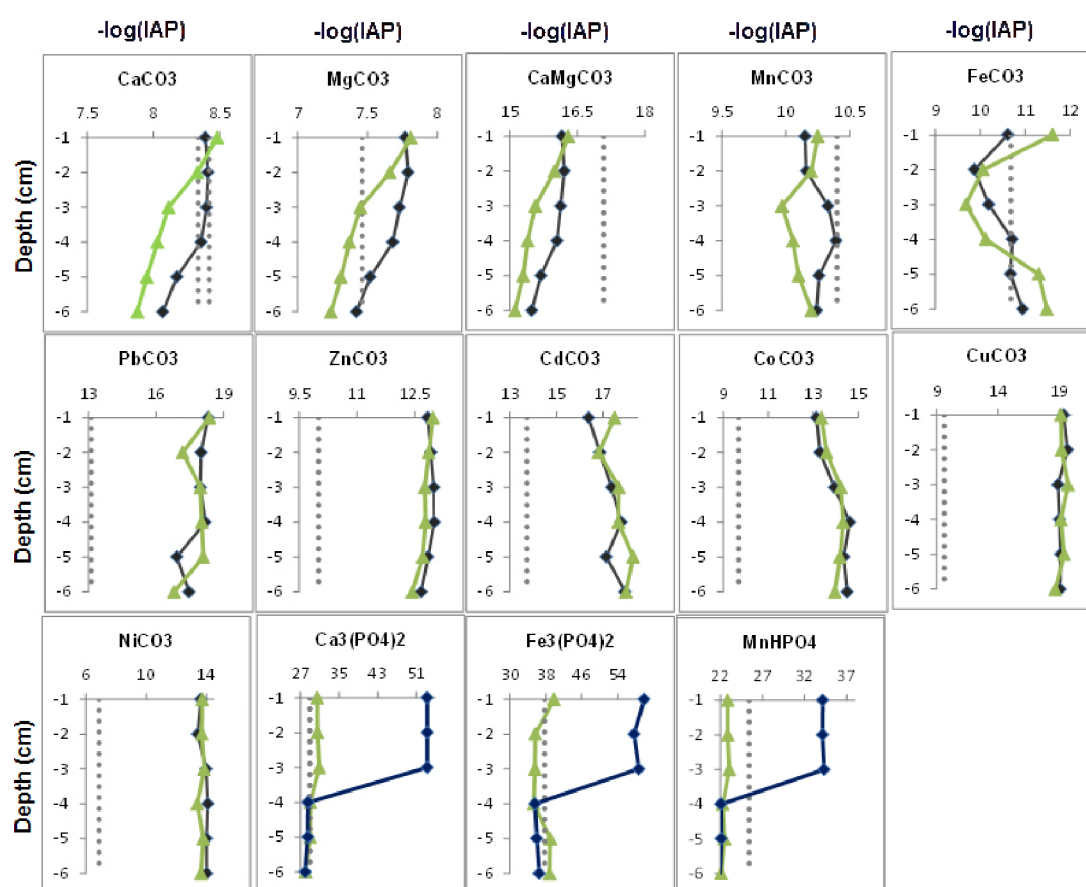 -log(IAP) -log(IAP) -log(IAP) -log(IAP) -log(IAP)
CaCO3 MgCO3 CaMgCO3 MnCO3 FeCO3
7.5 8 8.5 7 7.5 8 15 16.5 18 9.5 10 10.5 9 10 11 12
Depth (cm)
-1 -1 -1 -1 -1
-2 -2 -2 -2 -2
-3 -3 -3 -3 -3
-4 -4 -4 -4 -4
-5 -5 -5 -5 -5
-6 -6 -6 -6 -6
PbCO3 ZnCO3 CdCO3 CoCO3 CuCO3
13 16 19 9.5 11 12.5 13 15 17 9 11 13 15 9 14 19
Depth (cm)
-1 -1 -1 -1 -1
-2 -2 -2 -2 -2
-3 -3 -3 -3 -3
-4 -4 -4 -4 -4
-5 -5 -5 -5 -5
-6 -6 -6 -6 -6
NiCO3 Ca3(PO4)2 Fe3(PO4)2 MnHPO4
6 10 14 27 35 43 51 30 38 46 54 22 27 32 37
Depth (cm)
-1 -1 -1 -1
-2 -2 -2 -2
-3 -3 -3 -3
-4 -4 -4 -4
-5 -5 -5 -5
-6 -6 -6 -6